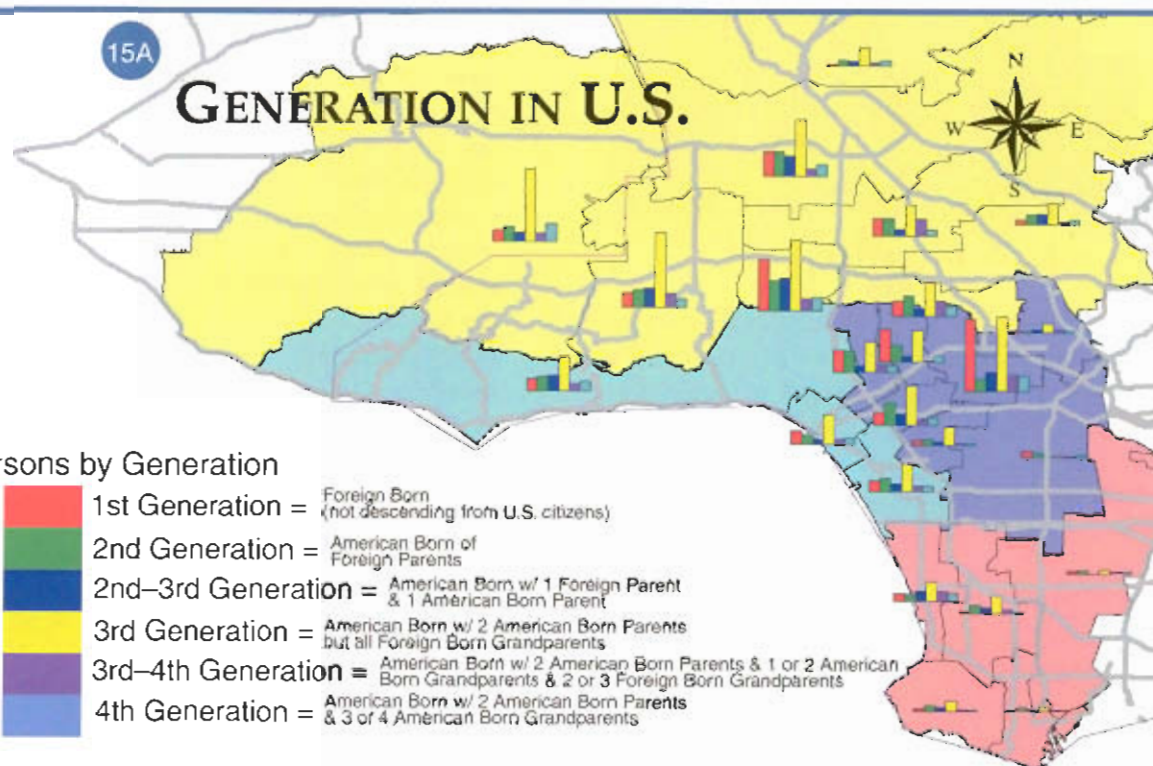 15A
GENERATION IN U.S.
N
W E
S
rsons by Generation
1st Generation = Foreign Born
(not descending from U.S. citizens)
2nd Generation = American Born of
Foreign Parents
2nd–3rd Generation = American Born w/ 1 Foreign Parent
& 1 American Born Parent
3rd Generation = American Born w/ 2 American Born Parents
but all Foreign Born Grandparents
3rd–4th Generation = American Born w/ 2 American Born Parents & 1 or 2 American
Born Grandparents & 2 or 3 Foreign Born Grandparents
4th Generation = American Born w/ 2 American Born Parents
& 3 or 4 American Born Grandparents